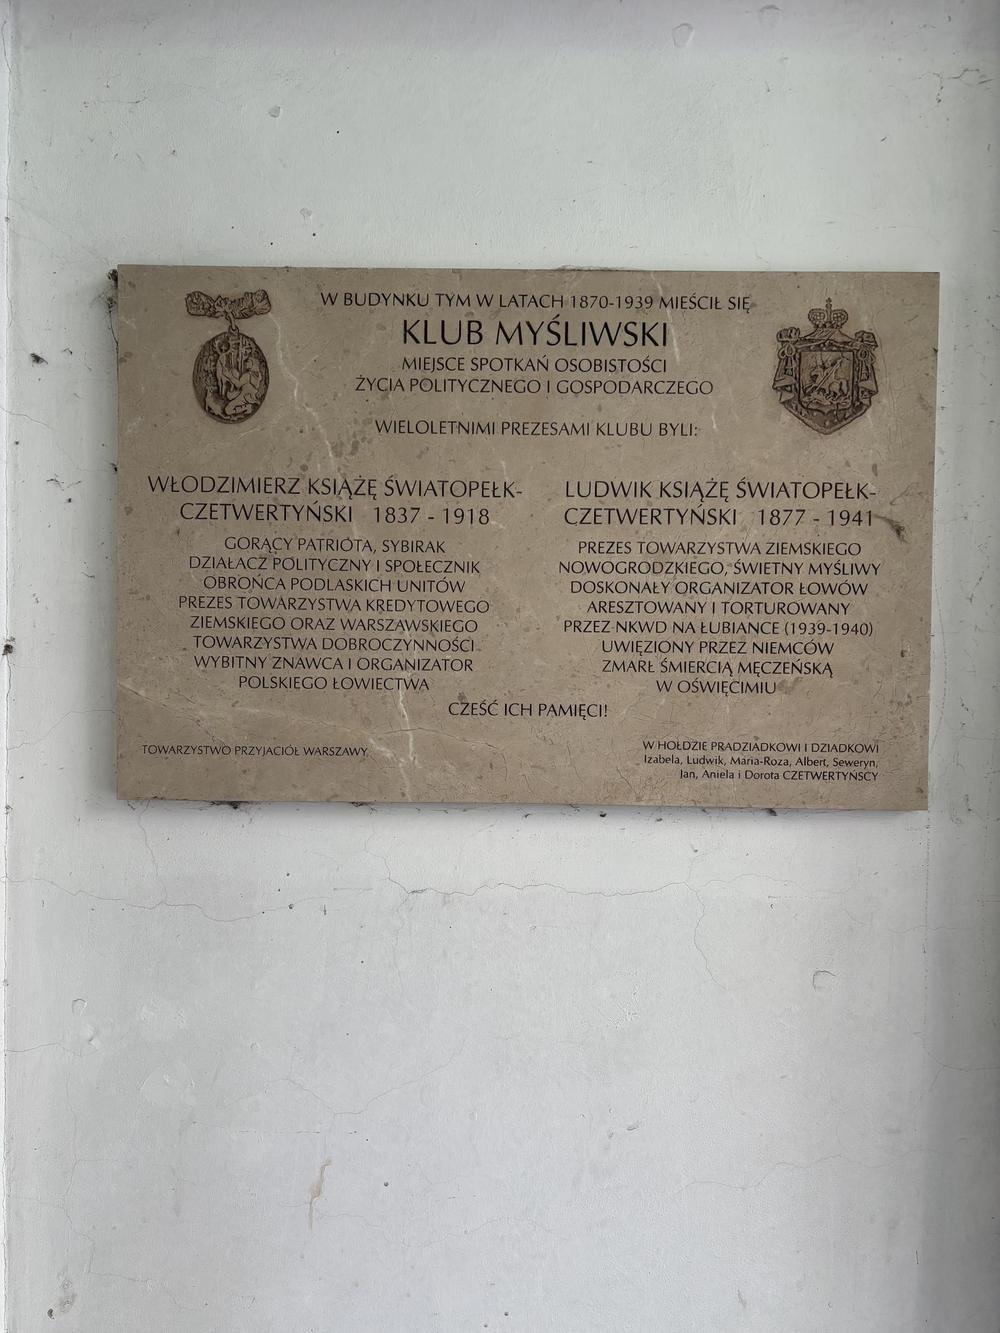 W BUDYNKU TYM W LATACH 1870-1939 MIEŚCIŁ SIĘ
KLUB MYŚLIWSKI
MIEJSCE SPOTKAŃ OSOBISTOŚCI
ŻYCIA POLITYCZNEGO I GOSPODARCZEGO
WIELOLETNIMI PREZESAMI KLUBU BYLI:
WŁODZIMIERZ KSIĄŻĘ ŚWIATOPEŁK-
CZETWERTYŃSKI 1837 - 1918
GORĄCY PATRIOTA, SYBIRAK
DZIAŁACZ POLITYCZNY I SPOŁECZNIK
OBROŃCA PODLASKICH UNITÓW
PREZES TOWARZYSTWA KREDYTOWEGO
ZIEMSKIEGO ORAZ WARSZAWSKIEGO
TOWARZYSTWA DOBROCZYNNOŚCI
WYBITNY ZNAWCA I ORGANIZATOR
POLSKIEGO ŁOWIECTWA
LUDWIK KSIĄŻĘ ŚWIATOPEŁK-
CZETWERTYŃSKI 1877 - 1941
PREZES TOWARZYSTWA ZIEMSKIEGO
NOWOGRODZKIEGO, ŚWIETNY MYŚLIWY
DOSKONAŁY ORGANIZATOR ŁOWÓW
ARESZTOWANY I TORTUROWANY
PRZEZ NKWD NA ŁUBIANCE (1939-1940)
UWIĘZIONY PRZEZ NIEMCÓW
ZMARŁ ŚMIERCIĄ MĘCZEŃSKĄ
W OŚWIĘCIMIU
CZEŚĆ ICH PAMIĘCI!
TOWARZYSTWO PRZYJACIÓŁ WARSZAWY
W HOŁDZIE PRADZIADKOWI I DZIADKOWI
Izabela, Ludwik, Maria-Roza, Albert, Seweryn,
Jan, Aniela i Dorota CZETWERTYŃSCY